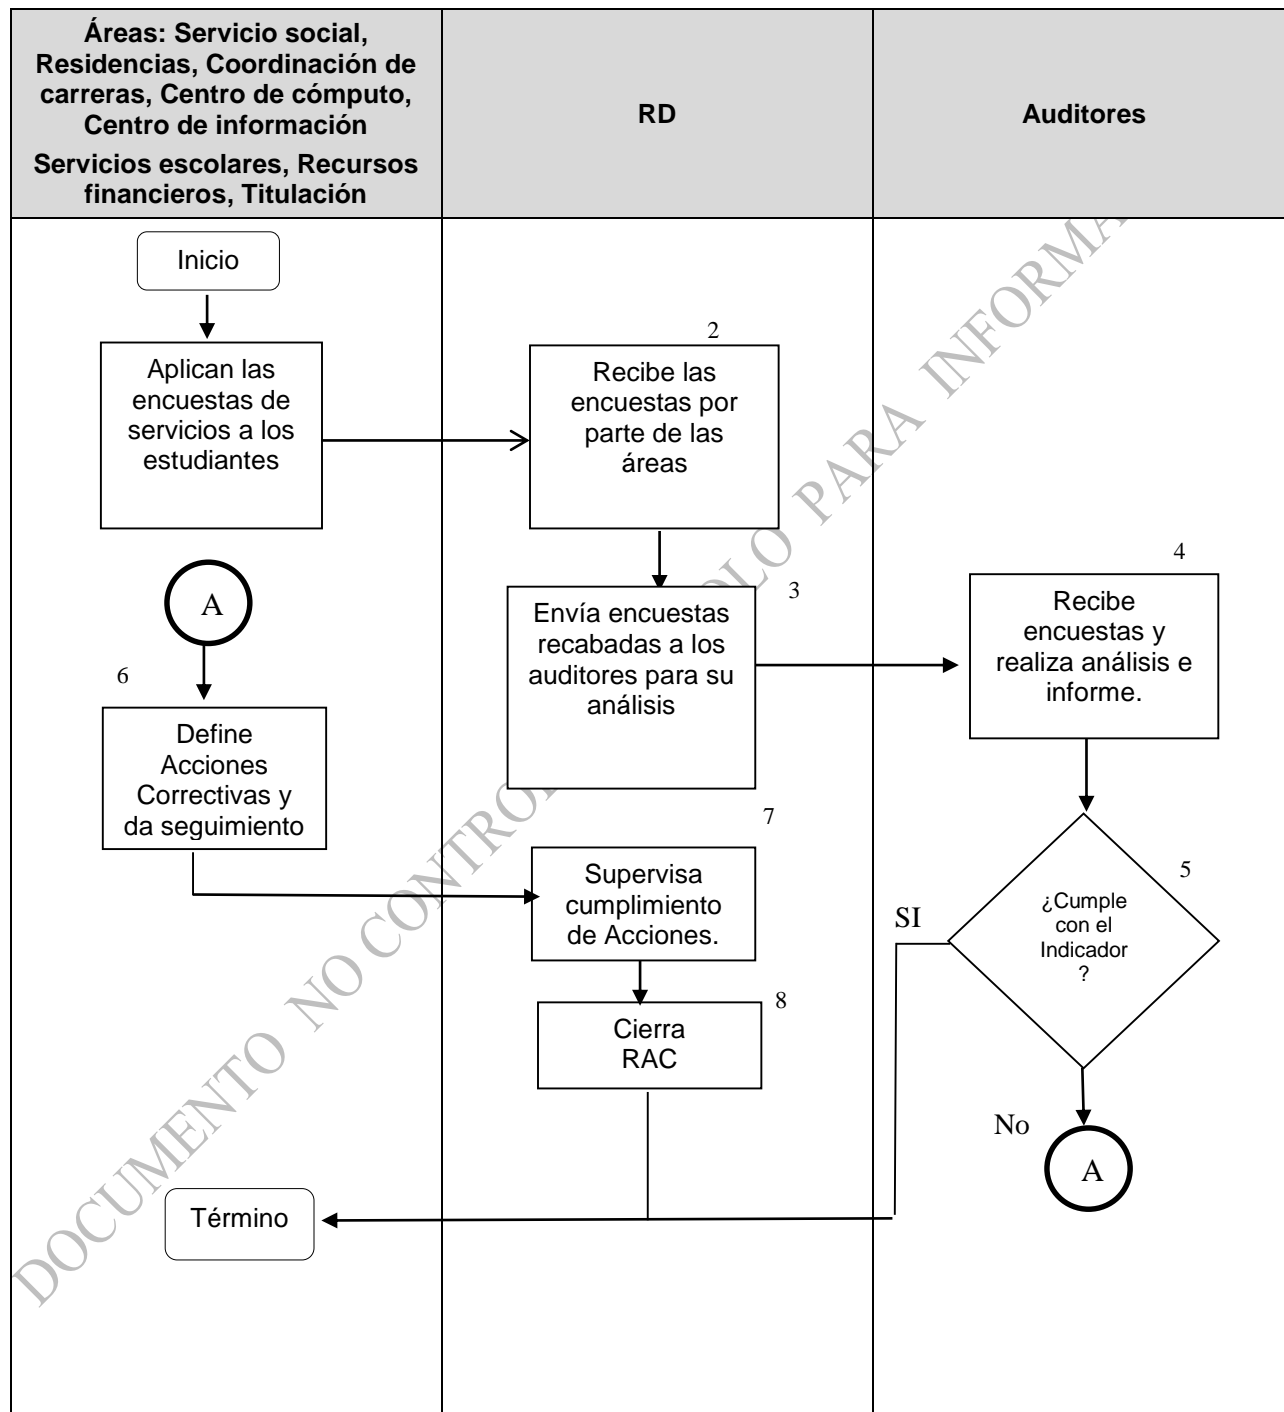 Áreas: Servicio social,
Residencias, Coordinación de
carreras, Centro de cómputo,
Centro de información
Servicios escolares, Recursos
financieros, Titulación
RD
Auditores
Inicio
Aplican las
encuestas de
servicios a los
estudiantes
2
Recibe las
encuestas por
parte de las
áreas
3
Envía encuestas
recabadas a los
auditores para su
análisis
4
Recibe
encuestas y
realiza análisis e
informe.
5
¿Cumple
con el
Indicador
?
SI
No
A
A
6
Define
Acciones
Correctivas y
da seguimiento
7
Supervisa
cumplimiento
de Acciones.
8
Cierra
RAC
Término
DOCUMENTO NO CONTRO OLO PARA INFORMA